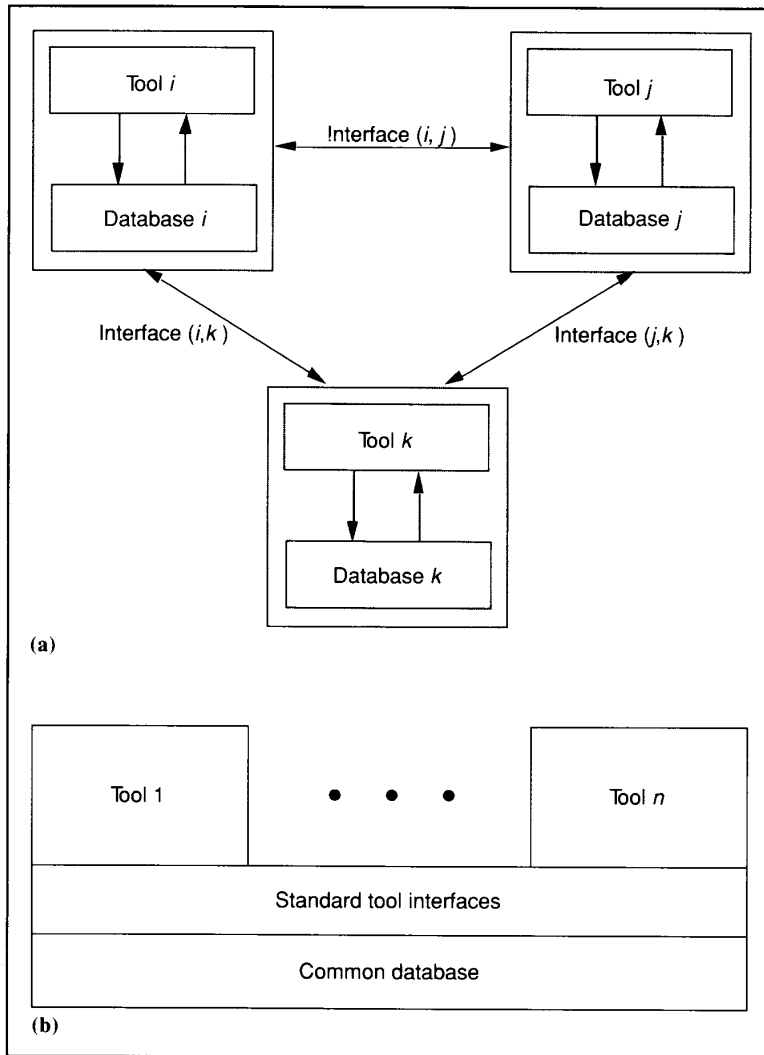 Tool i
Tool j
Interface (i, j)
Database i
Database j
Interface (i,k)
Interface (j,k)
Tool k
Database k
(a)
Tool 1
• • •
Tool n
Standard tool interfaces
Common database
(b)